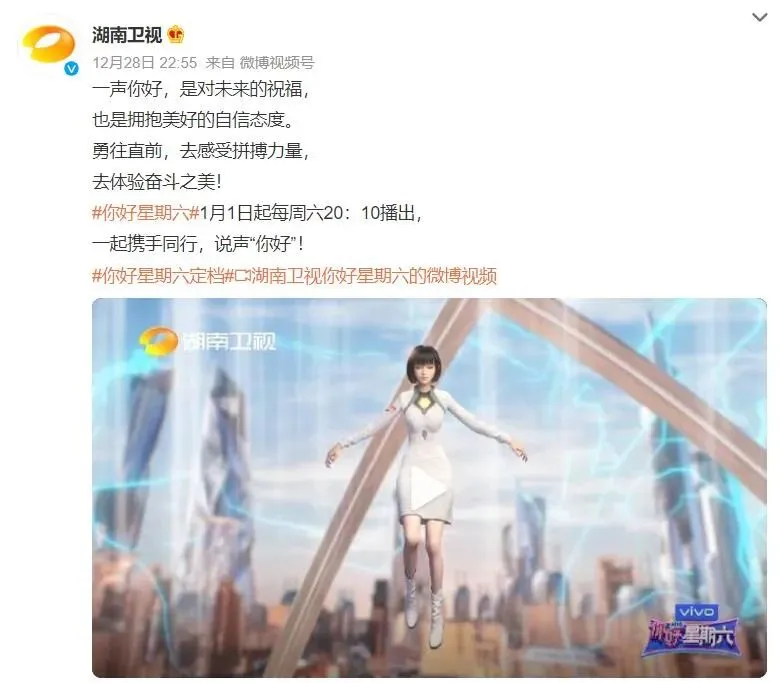 湖南卫视
12月28日 22:55 来自 微博视频号
一声你好，是对未来的祝福，
也是拥抱美好的自信态度。
勇往直前，去感受拼搏力量，
去体验奋斗之美！
#你好星期六#1月1日起每周六20：10播出，
一起携手同行，说声“你好”！
#你好星期六定档#湖南卫视你好星期六的微博视频
湖南卫视
vivo
你好星期六